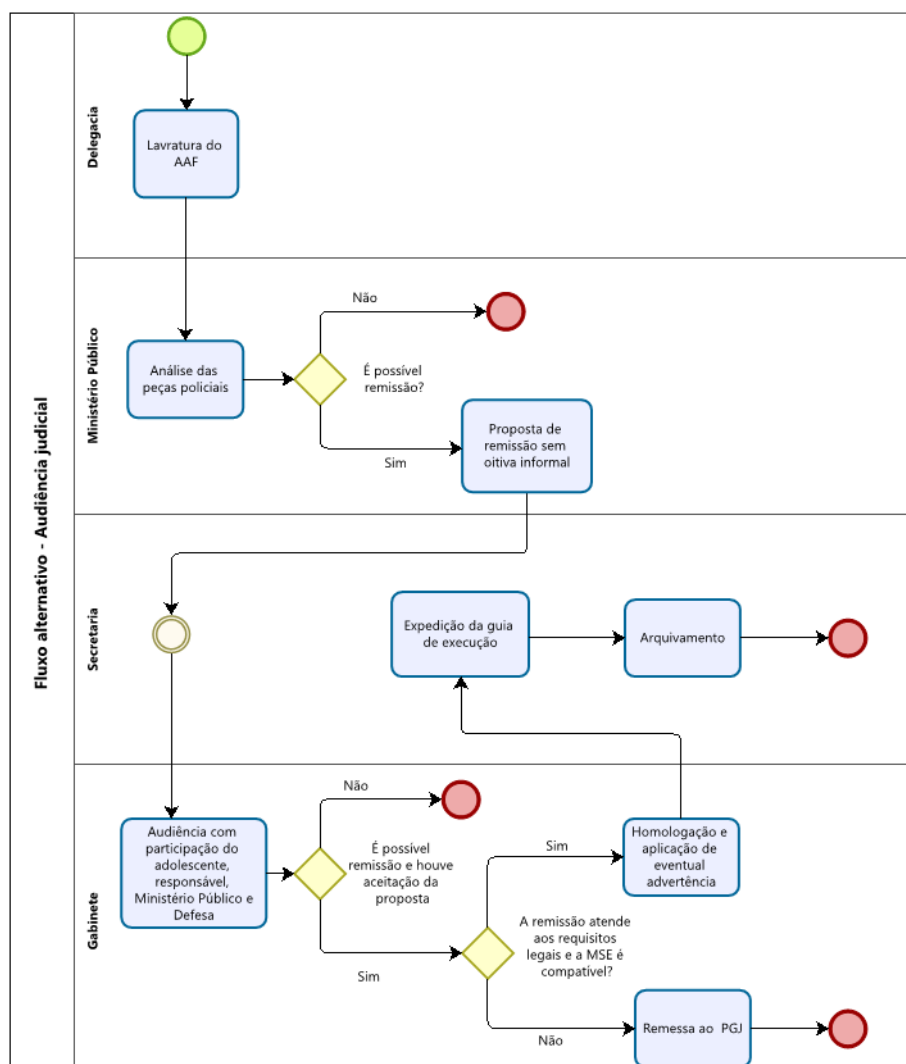 Fluxo alternativo - Audiência judicial
Delegacia
Lavratura do
AAF
Ministério Público
Análise das
peças policiais
Não
É possível
remissão?
Sim
Proposta de
remissão sem
oitiva informal
Secretaria
Expedição da guia
de execução
Arquivamento
Gabinete
Audiência com
participação do
adolescente,
responsável,
Ministério Público e
Defesa
Não
É possível
remissão e houve
aceitação da
proposta
Sim
Sim
A remissão atende
aos requisitos
legais e a MSE é
compatível?
Não
Homologação e
aplicação de
eventual
advertência
Remessa ao PGJ